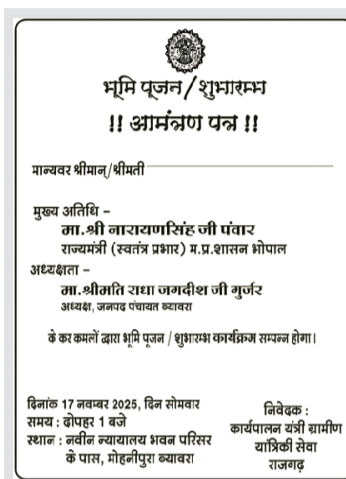 भूमि पूजन/शुभारम्भ
!! आमंत्रण पत्र !!
मान्यवर श्रीमान्/श्रीमती
मुख्य अतिथि –
मा.श्री नारायणसिंह जी पंवार
राज्यमंत्री (स्वतंत्र प्रभार) म.प्र.शासन भोपाल
अध्यक्षता –
मा.श्रीमति राधा जगदीश जी गुर्जर
अध्यक्ष, जनपद पंचायत ब्यावरा
के कर कमलों द्वारा भूमि पूजन / शुभारम्भ कार्यक्रम सम्पन्न होगा।
दिनांक 17 नवम्बर 2025, दिन सोमवार
समय : दोपहर 1 बजे
स्थान : नवीन न्यायालय भवन परिसर
के पास, मोहनीपुरा ब्यावरा
निवेदक :
कार्यपालन यंत्री ग्रामीण
यांत्रिकी सेवा
राजगढ़